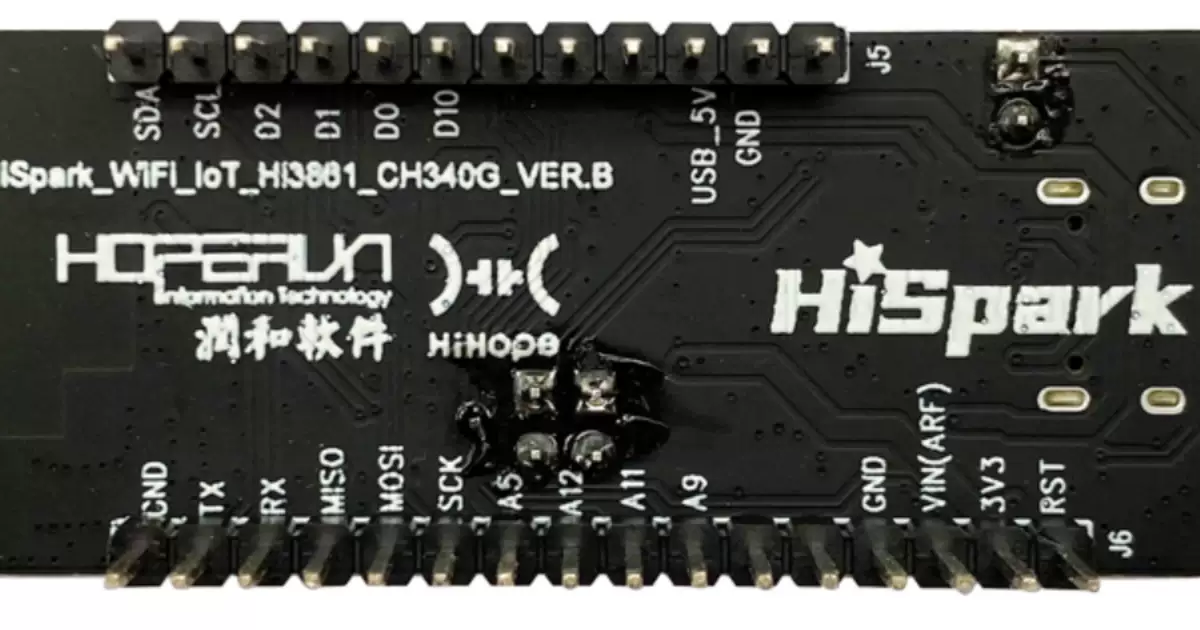 J5
SDA
SCL
D2
D1
D0
D10
USB_5V
GND
iSpark_WiFi_IoT_Hi3861_CH340G_VER.B
HOPERUN
Information Technology
润和软件
HiHope
HiSpark
GND
TX
RX
MISO
MOSI
SCK
A5
A12
A11
A9
GND
VIN(ARF)
3V3
RST
J6